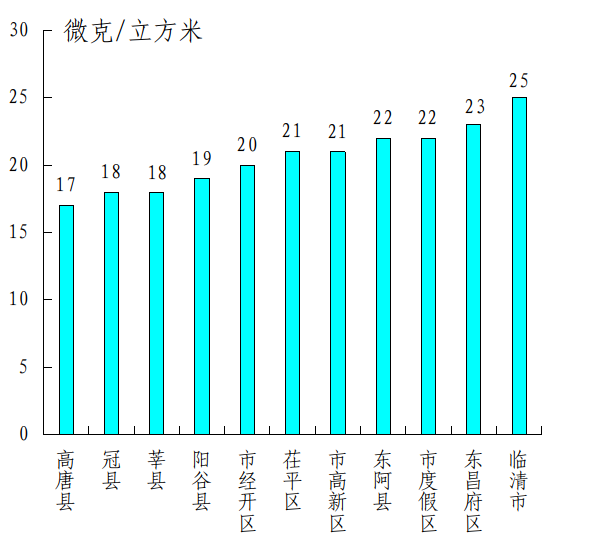 微克/立方米
30
25
20
15
10
5
0
17
18
18
19
20
21
21
22
22
23
25
高唐县
冠县
莘县
阳谷县
市经开区
茌平区
市高新区
东阿县
市度假区
东昌府区
临清市